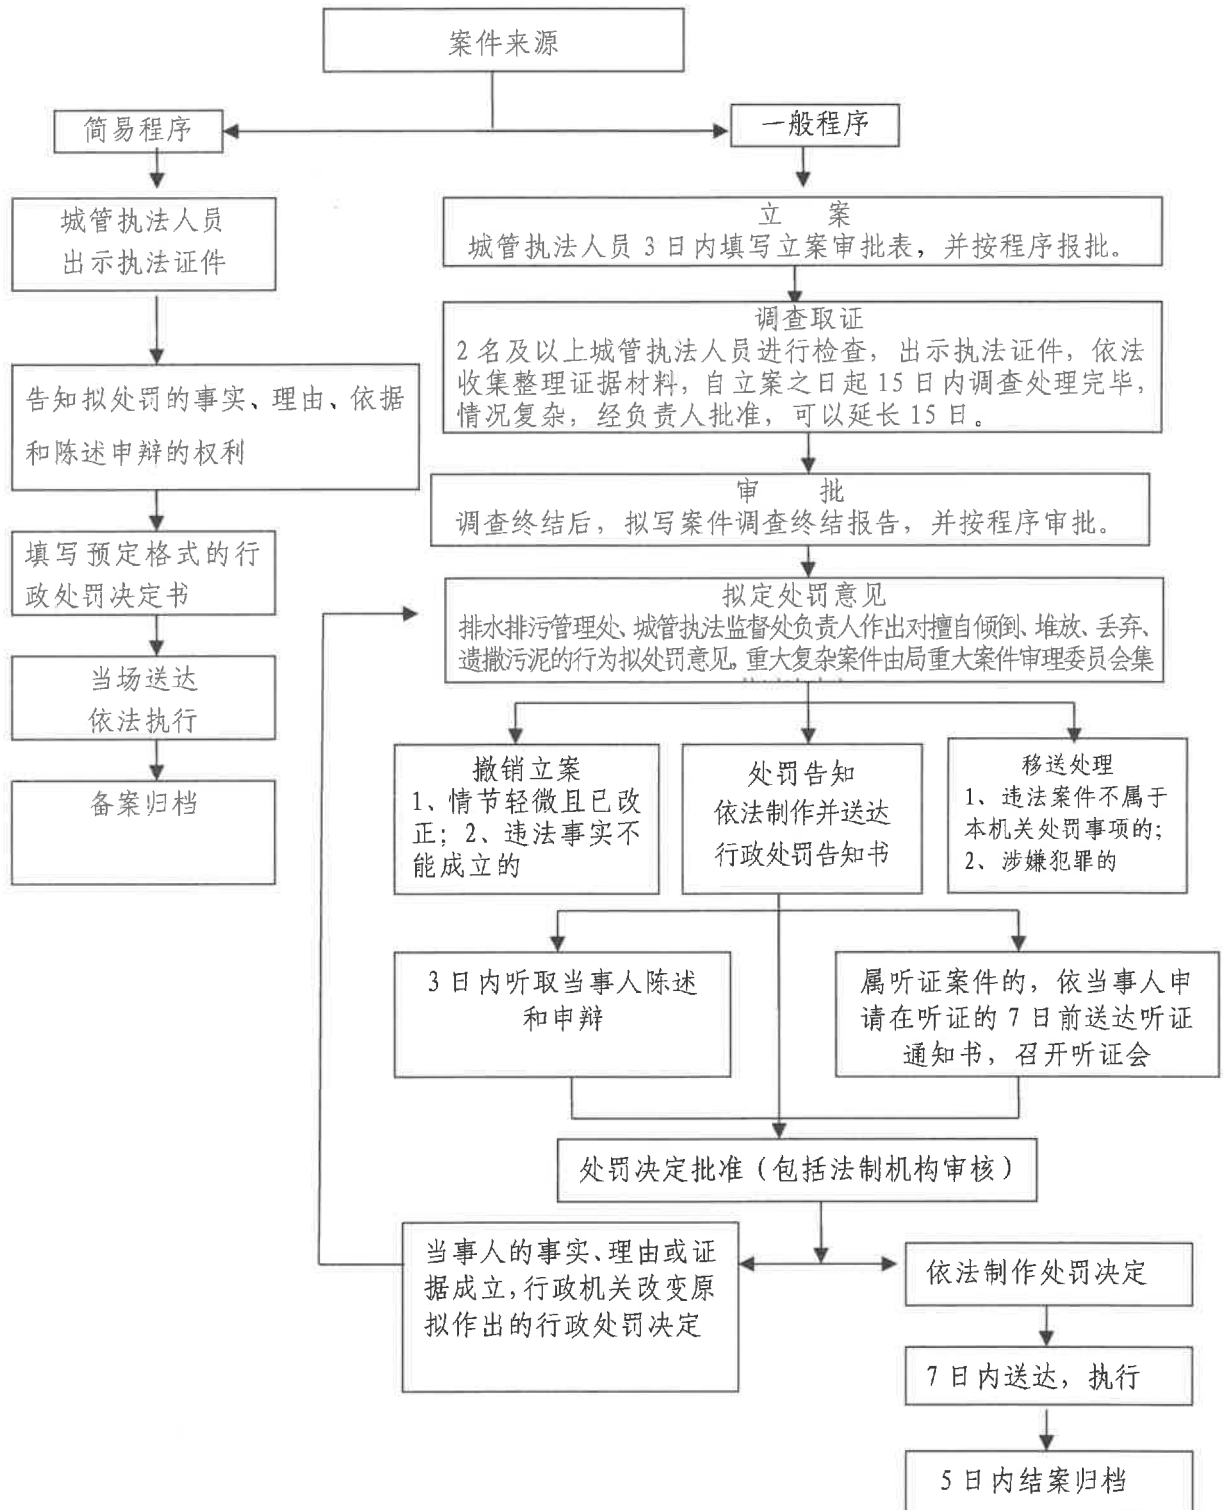 案件来源
简易程序
一般程序
城管执法人员
出示执法证件
告知拟处罚的事实、理由、依据
和陈述申辩的权利
填写预定格式的行
政处罚决定书
当场送达
依法执行
备案归档
立 案
城管执法人员3日内填写立案审批表，并按程序报批。
调查取证
2名及以上城管执法人员进行检查，出示执法证件，依法
收集整理证据材料，自立案之日起15日内调查处理完毕，
情况复杂，经负责人批准，可以延长15日。
审 批
调查终结后，拟写案件调查终结报告，并按程序审批。
拟定处罚意见
排水排污管理处、城管执法监督处负责人作出对擅自倾倒、堆放、丢弃、
遗撒污泥的行为拟处罚意见，重大复杂案件由局重大案件审理委员会集
撤销立案
1、情节轻微且已改
正；2、违法事实不
能成立的
处罚告知
依法制作并送达
行政处罚告知书
移送处理
1、违法案件不属于
本机关处罚事项的；
2、涉嫌犯罪的
3日内听取当事人陈述
和申辩
属听证案件的，依当事人申
请在听证的7日前送达听证
通知书，召开听证会
处罚决定批准（包括法制机构审核）
当事人的事实、理由或证
据成立，行政机关改变原
拟作出的行政处罚决定
依法制作处罚决定
7日内送达，执行
5日内结案归档